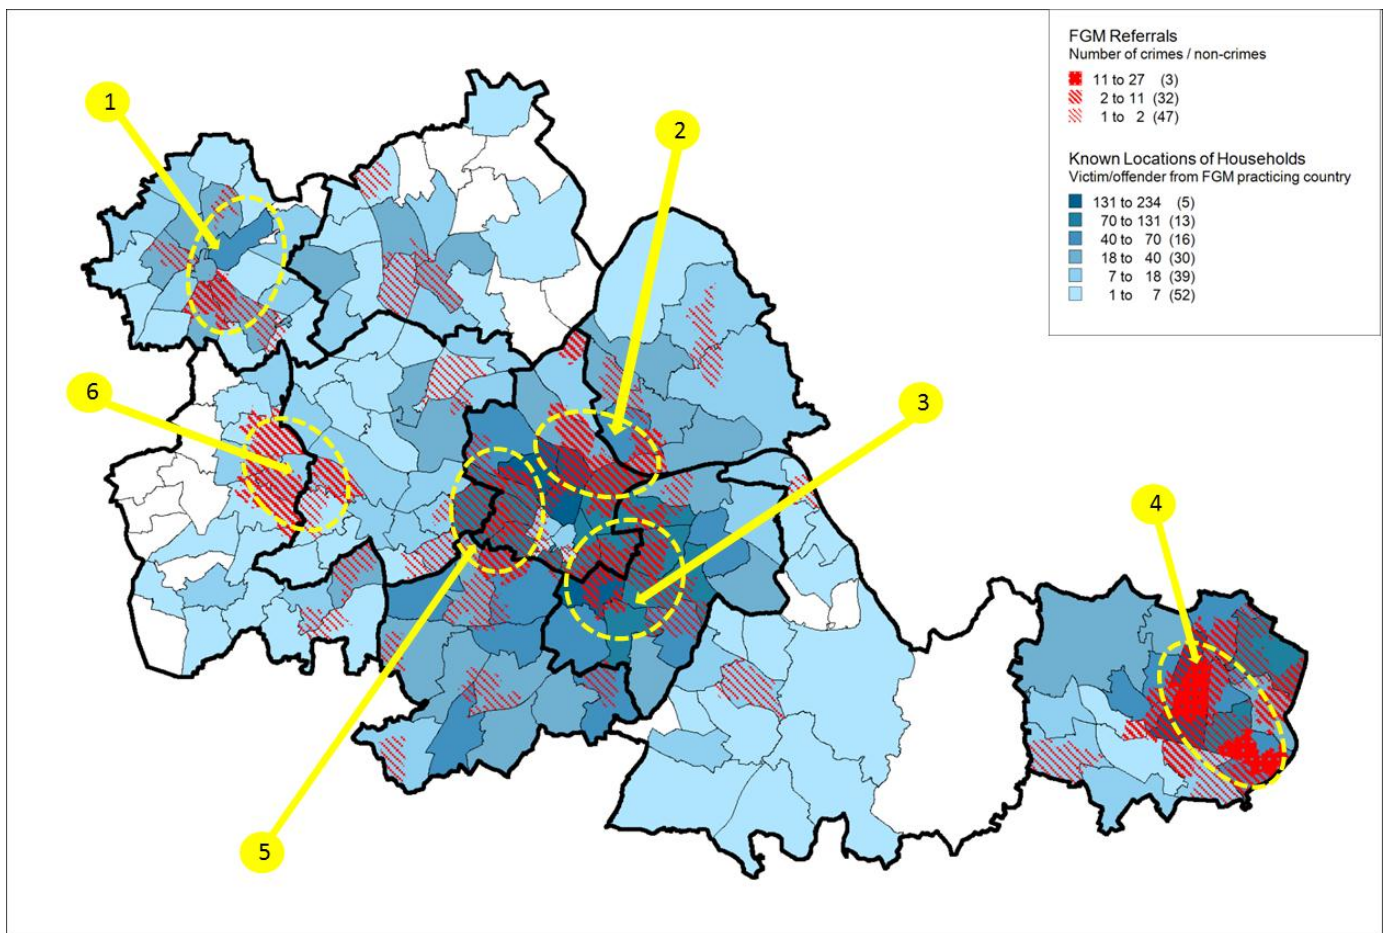 FGM Referrals
Number of crimes / non-crimes
11 to 27 (3)
2 to 11 (32)
1 to 2 (47)
Known Locations of Households
Victim/offender from FGM practicing country
131 to 234 (5)
70 to 131 (13)
40 to 70 (16)
18 to 40 (30)
7 to 18 (39)
1 to 7 (52)
1
2
3
4
5
6